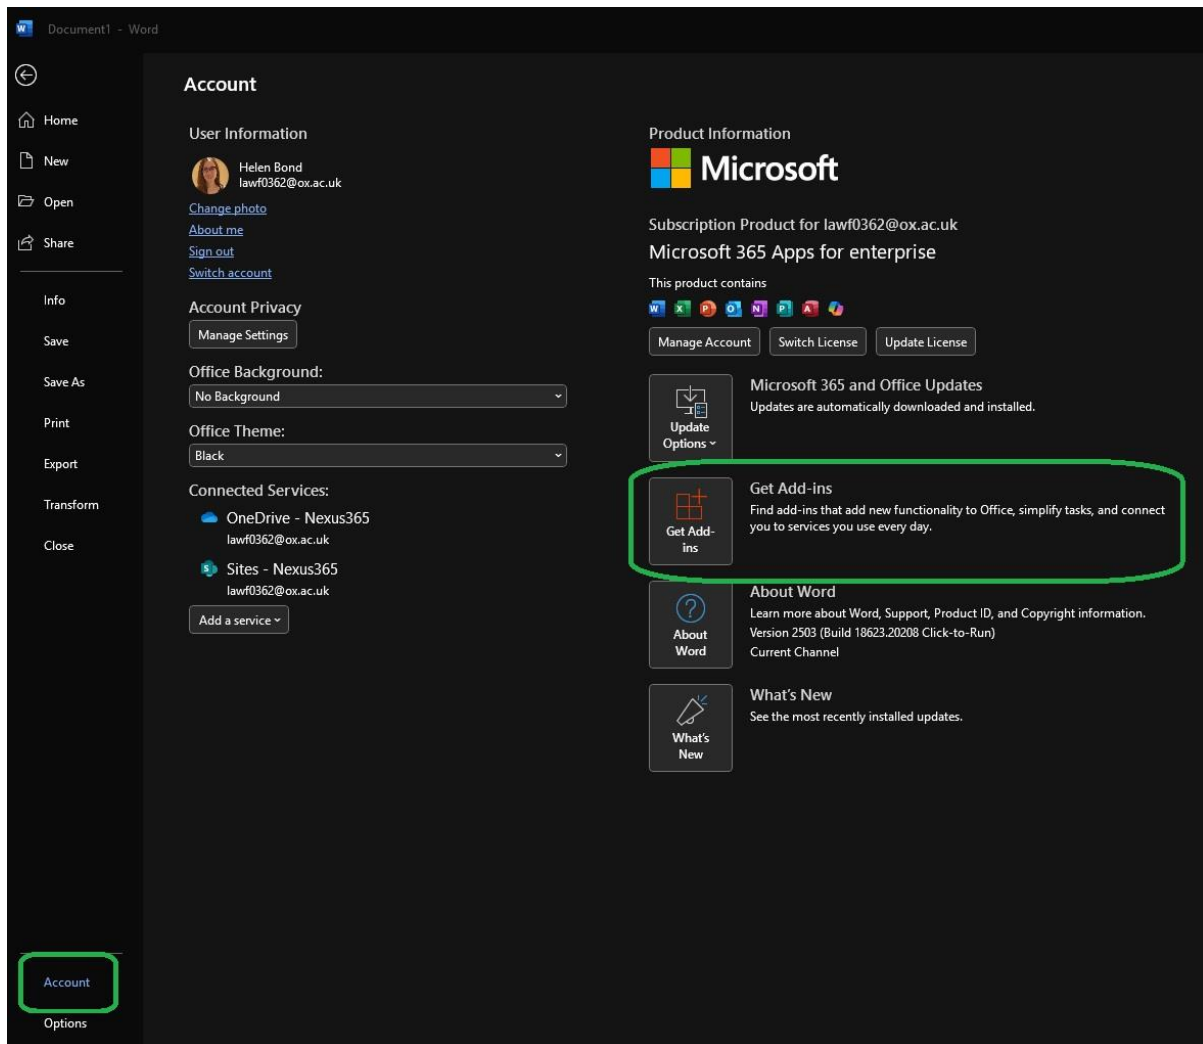 Document1 - Word
Account
Home
New
Open
Share
Info
Save
Save As
Print
Export
Transform
Close
Account
Options
User Information
Helen Bond
lawf0362@ox.ac.uk
Change photo
About me
Sign out
Switch account
Account Privacy
Manage Settings
Office Background:
No Background
Office Theme:
Black
Connected Services:
OneDrive - Nexus365
lawf0362@ox.ac.uk
Sites - Nexus365
lawf0362@ox.ac.uk
Add a service
Product Information
Microsoft
Subscription Product for lawf0362@ox.ac.uk
Microsoft 365 Apps for enterprise
This product contains
Manage Account Switch License Update License
Update
Options
Microsoft 365 and Office Updates
Updates are automatically downloaded and installed.
Get Add-
ins
Get Add-ins
Find add-ins that add new functionality to Office, simplify tasks, and connect
you to services you use every day.
About
Word
About Word
Learn more about Word, Support, Product ID, and Copyright information.
Version 2503 (Build 18623.20208 Click-to-Run)
Current Channel
What's
New
What's New
See the most recently installed updates.